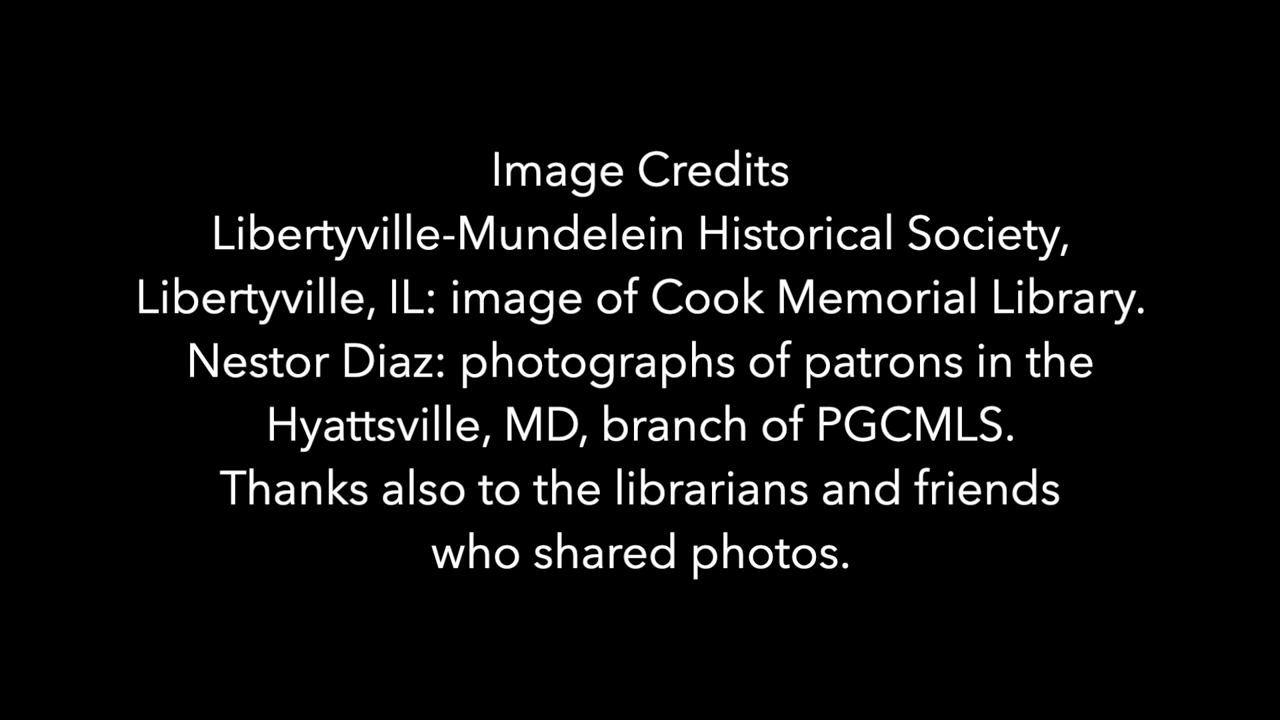 Image Credits
Libertyville-Mundelein Historical Society,
Libertyville, IL: image of Cook Memorial Library.
Nestor Diaz: photographs of patrons in the
Hyattsville, MD, branch of PGCMLS.
Thanks also to the librarians and friends
who shared photos.